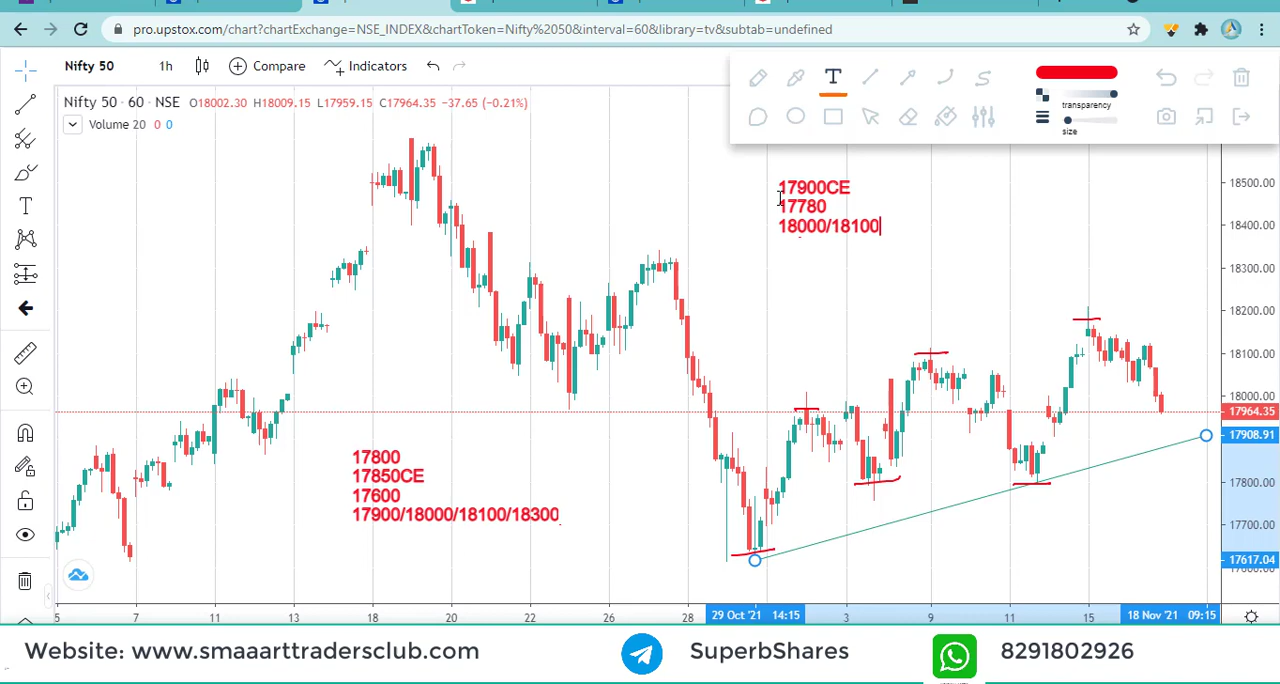 pro.upstox.com/chart?chartExchange=NSE_INDEX&chartToken=Nifty%2050&interval=60&library=tv&subtab=undefined
Nifty 50 1h Compare Indicators
T
transparency
size
Nifty 50 · 60 · NSE O18002.30 H18009.15 L17959.15 C17964.35 -37.65 (-0.21%)
Volume 20 0 0
17900CE
17780
18000/18100
17800
17850CE
17600
17900/18000/18100/18300
18500.00
18400.00
18300.00
18200.00
18100.00
18000.00
17964.35
17908.91
17800.00
17700.00
17617.04
5 7 11 13 18 20 22 26 28 29 Oct '21 14:15 3 9 11 15 18 Nov '21 09:15
Website: www.smaaarttradersclub.com SuperbShares 8291802926